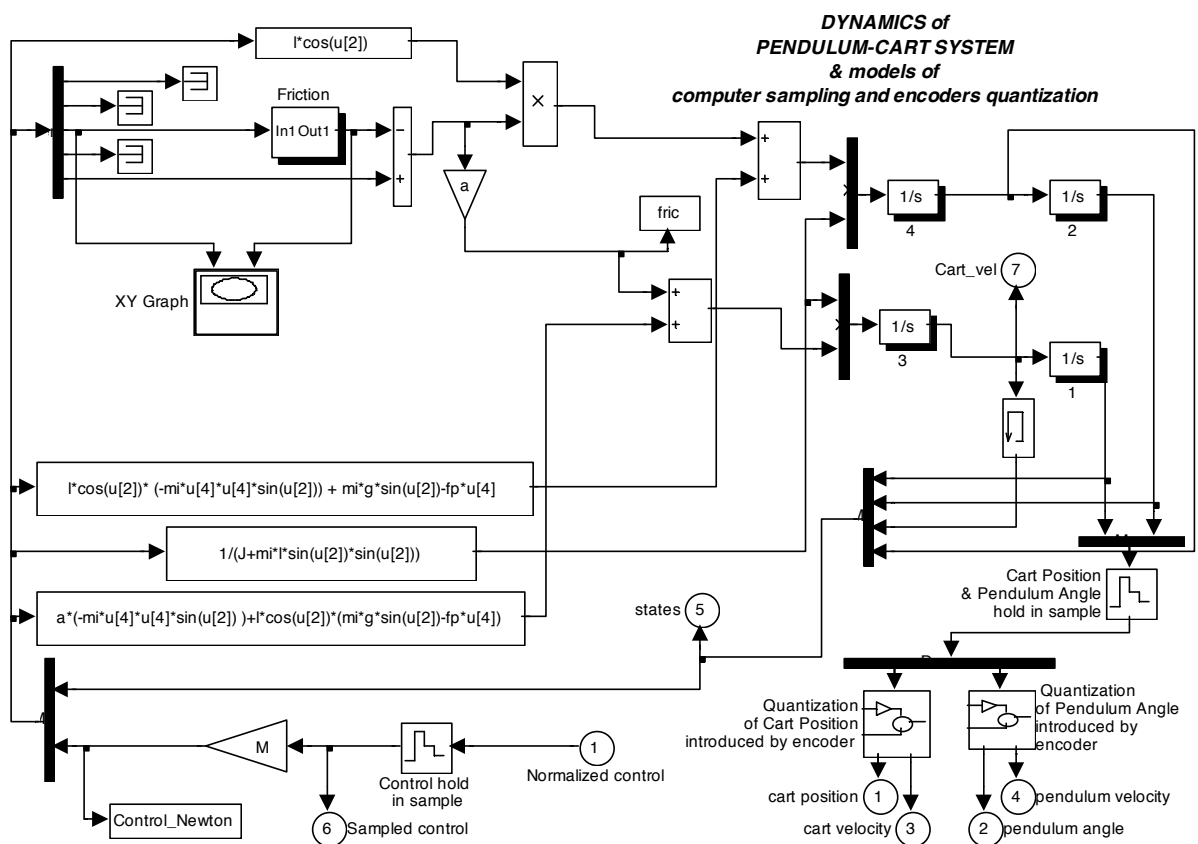 DYNAMICS of
PENDULUM-CART SYSTEM
& models of
computer sampling and encoders quantization
l*cos(u[2])
Friction
In1 Out1
−
+
×
a
fric
+
+
+
+
1/s
4
1/s
2
XY Graph
Cart_vel
7
1/s
3
1/s
1
l*cos(u[2])* (-mi*u[4]*u[4]*sin(u[2])) + mi*g*sin(u[2])-fp*u[4]
1/(J+mi*l*sin(u[2])*sin(u[2]))
a*(-mi*u[4]*u[4]*sin(u[2]) )+l*cos(u[2])*(mi*g*sin(u[2])-fp*u[4])
states
5
Cart Position
& Pendulum Angle
hold in sample
Quantization
of Cart Position
introduced by encoder
Quantization
of Pendulum Angle
introduced by
encoder
M
Control hold
in sample
1
Normalized control
Control_Newton
6
Sampled control
cart position
1
cart velocity
3
4
pendulum velocity
2
pendulum angle